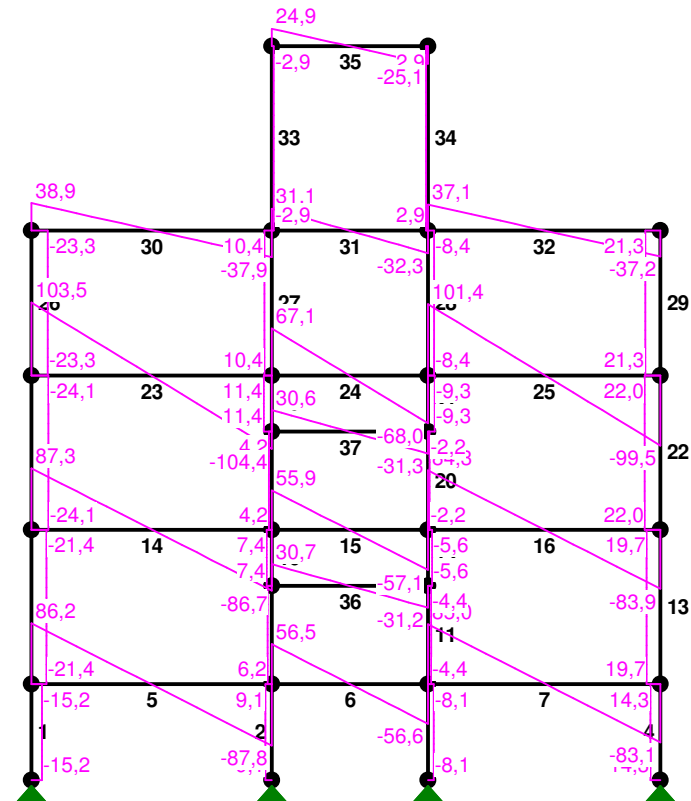 24,9
-2,9 35 2,9
-25,1
33 34
38,9 31.1 37,1
-2,9 2,9
-23,3 30 10,4 31 -8,4 32 21,3
-37,9 -32,3 -37,2
103,5 27 101,4 29
67,1
-23,3 10,4 -8,4 21,3
-24,1 23 11,4 24 -9,3 25 22,0
30,6
11,4 -9,3
-68,0
4,2 37 -2,2 22
87,3 -104,4 -31,3 -99,5
55,9 20
-24,1 4,2 -2,2 22,0
-21,4 14 7,4 15 -5,6 16 19,7
30,7
7,4 -57,1 -5,6
-86,7 36 -4,4 -83,9 13
86,2 -31,2
56,5 11
-21,4 6,2 -4,4 19,7
-15,2 5 9,1 6 -8,1 7 14,3
1 2 -56,6 4
-87,8 -83,1
-15,2 -8,1